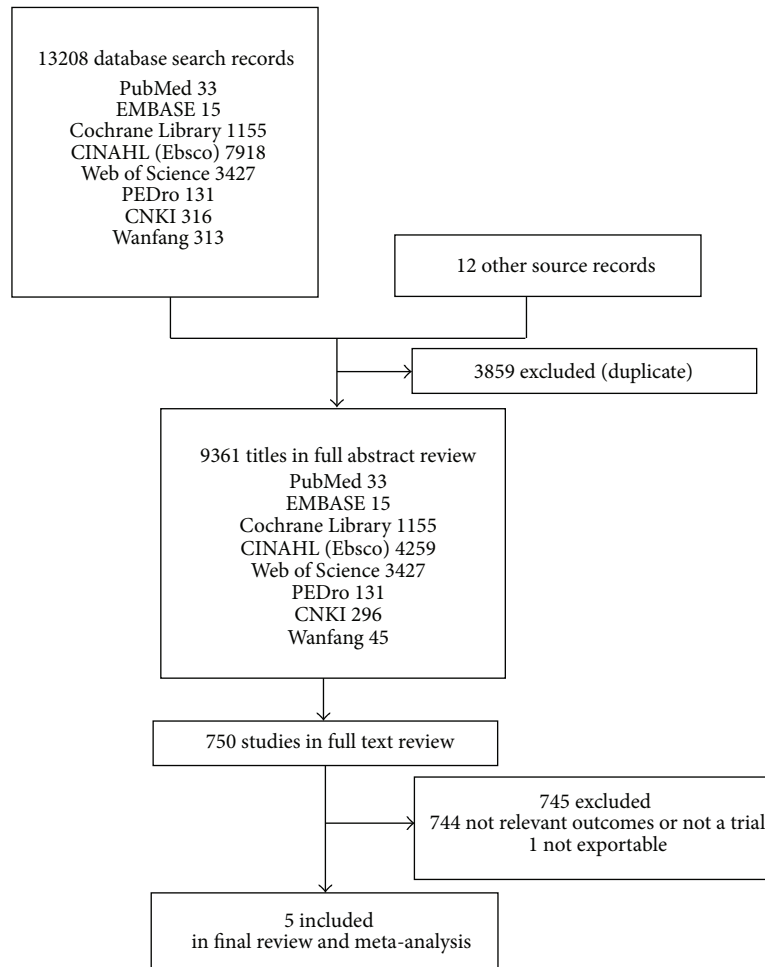 13208 database search records
PubMed 33
EMBASE 15
Cochrane Library 1155
CINAHL (Ebsco) 7918
Web of Science 3427
PEDro 131
CNKI 316
Wanfang 313
12 other source records
3859 excluded (duplicate)
9361 titles in full abstract review
PubMed 33
EMBASE 15
Cochrane Library 1155
CINAHL (Ebsco) 4259
Web of Science 3427
PEDro 131
CNKI 296
Wanfang 45
750 studies in full text review
745 excluded
744 not relevant outcomes or not a trial
1 not exportable
5 included
in final review and meta-analysis